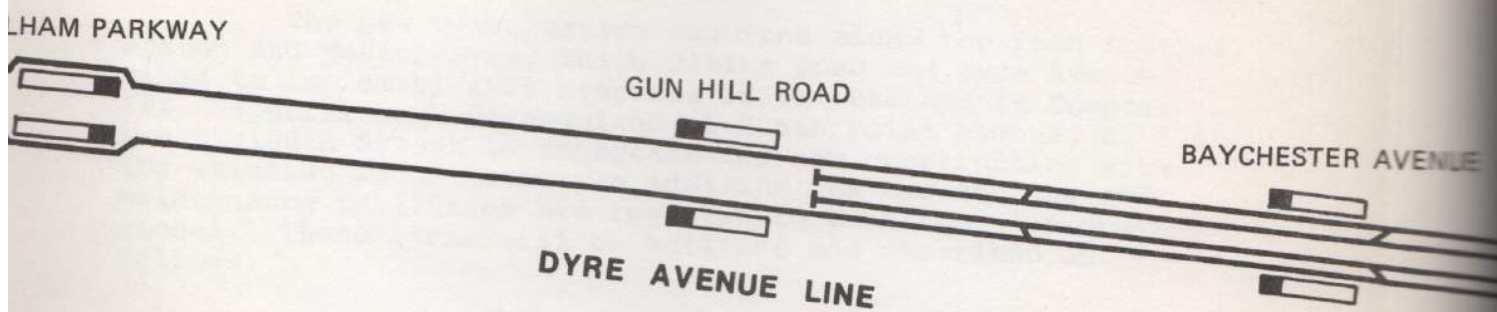 LHAM PARKWAY
GUN HILL ROAD
BAYCHESTER AVENUE
DYRE AVENUE LINE